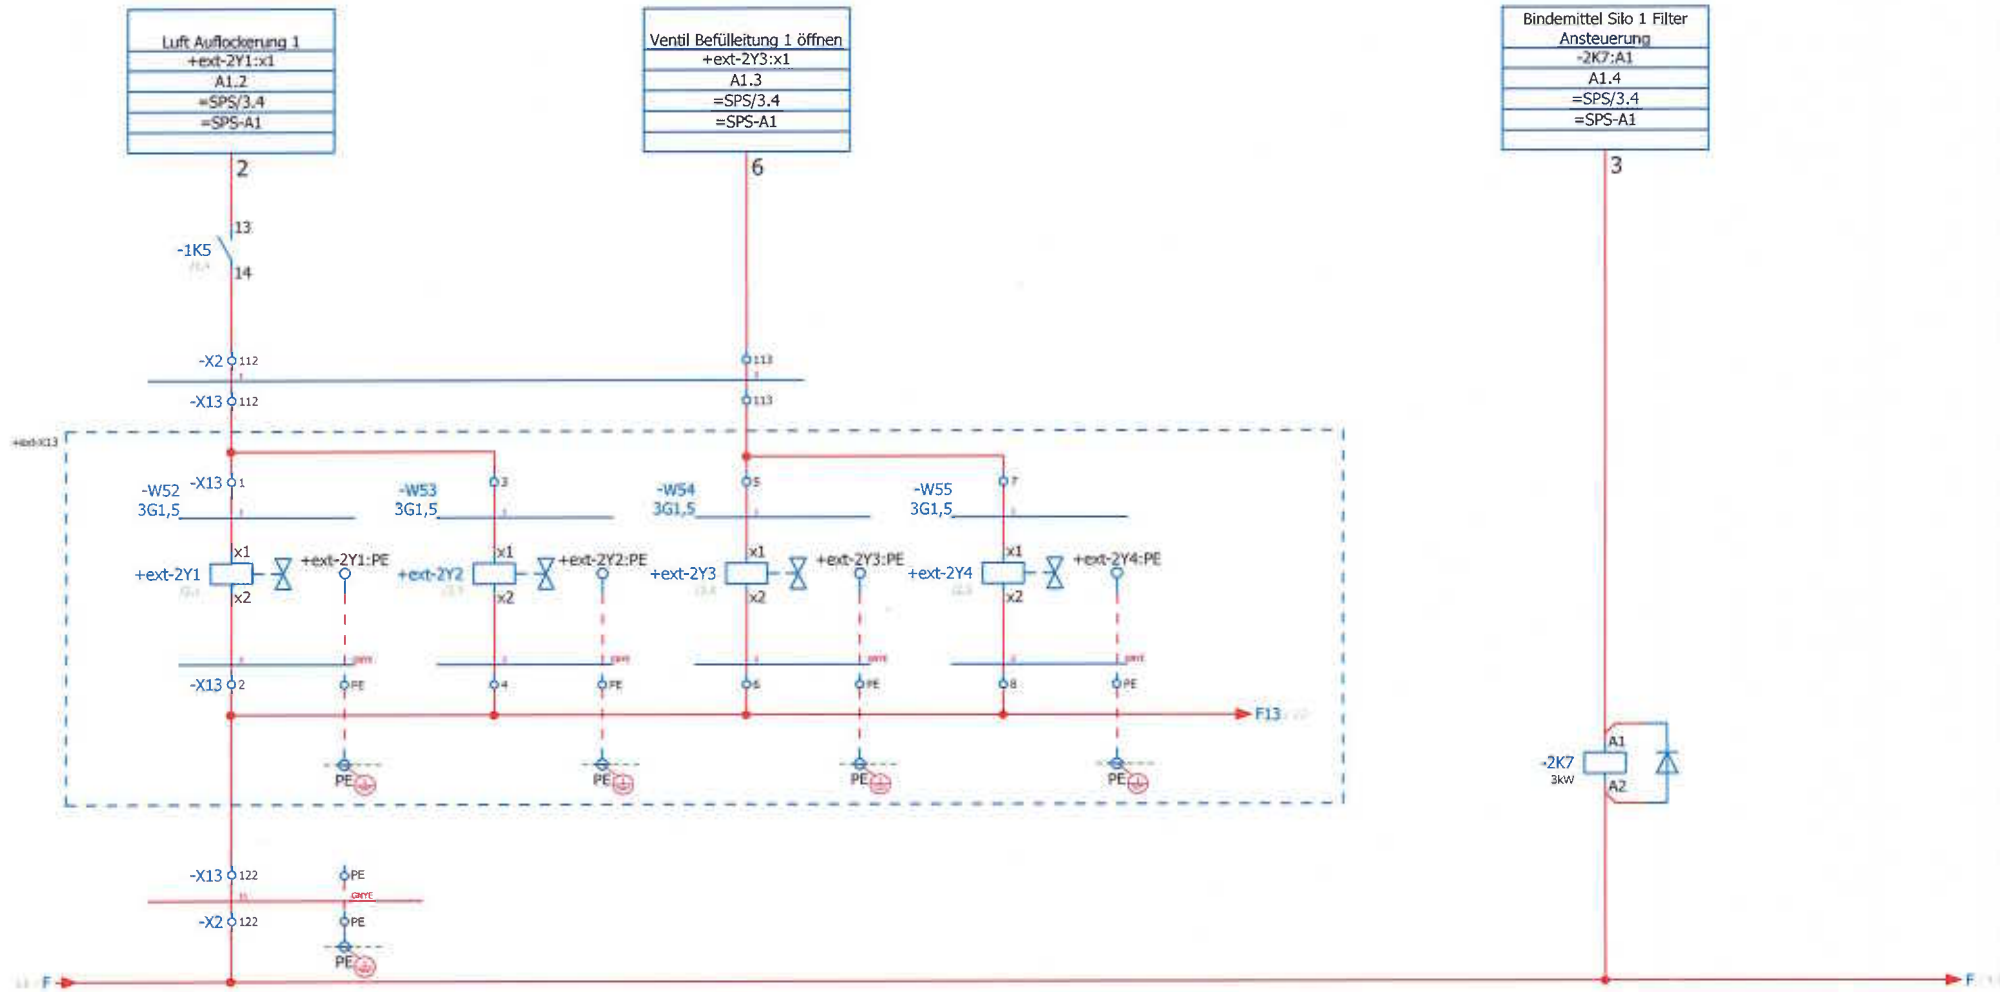 Luft Auflockerung 1
+ext-2Y1:x1
A1.2
=SPS/3.4
=SPS-A1
2
Ventil Befülleitung 1 öffnen
+ext-2Y3:x1
A1.3
=SPS/3.4
=SPS-A1
6
Bindemittel Silo 1 Filter
Ansteuerung
-2K7:A1
A1.4
=SPS/3.4
=SPS-A1
3
13
-1K5
14
-X2 112
113
-X13 112
113
+ext-X13
-X13 1
3
5
7
-W52
3G1,5
-W53
3G1,5
-W54
3G1,5
-W55
3G1,5
x1
+ext-2Y1
x2
+ext-2Y1:PE
x1
+ext-2Y2
x2
+ext-2Y2:PE
x1
+ext-2Y3
x2
+ext-2Y3:PE
x1
+ext-2Y4
x2
+ext-2Y4:PE
GNYE
GNYE
GNYE
GNYE
-X13 2
PE
4
PE
6
PE
8
PE
F13
PE
PE
PE
PE
A1
-2K7
3kW
A2
-X13 122
PE
GNYE
-X2 122
PE
PE
F
F